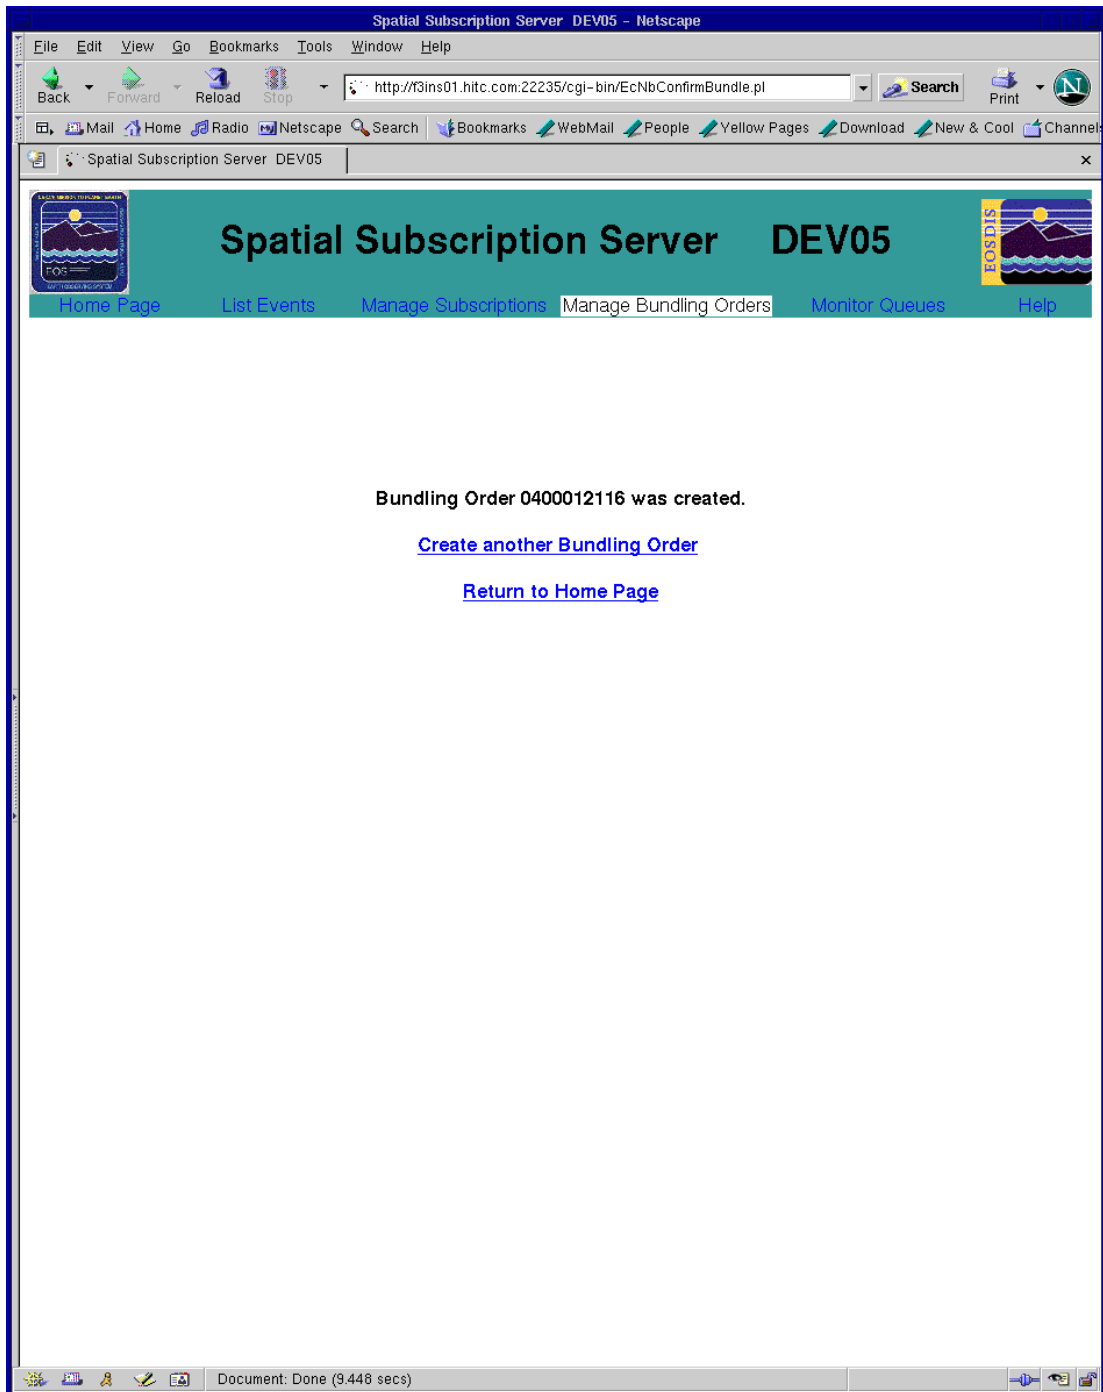 Spatial Subscription Server DEV05 - Netscape
File Edit View Go Bookmarks Tools Window Help
Back Forward Reload Stop http://f3ins01.hitc.com:22235/cgi-bin/EcNbConfirmBundle.pl Search Print N
Mail Home Radio My Netscape Search Bookmarks WebMail People Yellow Pages Download New & Cool Channels
Spatial Subscription Server DEV05
EOS
Spatial Subscription Server DEV05
EOSDIS
Home Page List Events Manage Subscriptions Manage Bundling Orders Monitor Queues Help
Bundling Order 0400012116 was created.
Create another Bundling Order
Return to Home Page
Document: Done (9.448 secs)